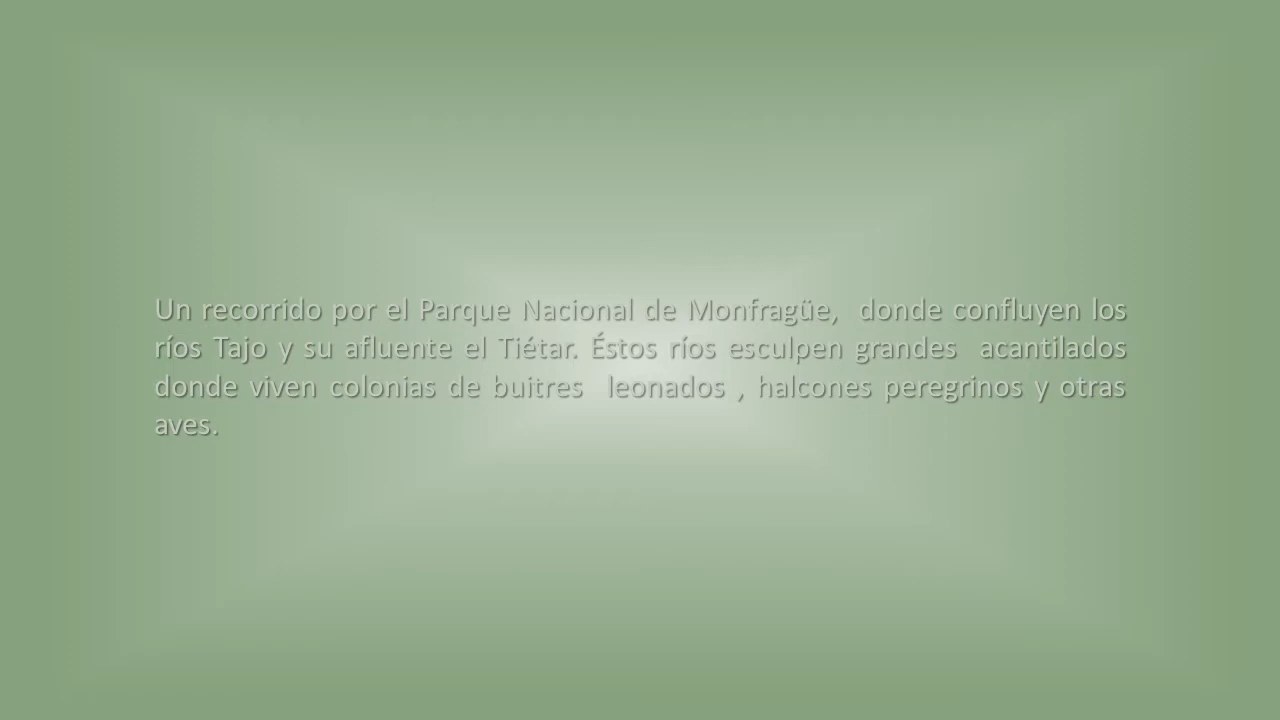 Un recorrido por el Parque Nacional de Monfragüe,  donde confluyen los
ríos Tajo y su afluente el Tiétar. Éstos ríos esculpen grandes  acantilados
donde viven colonias de buitres  leonados , halcones peregrinos y otras
aves.